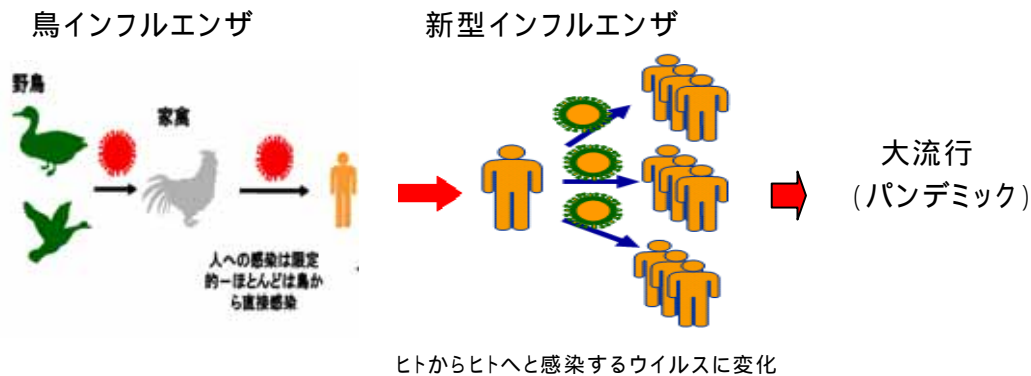 鳥インフルエンザ
新型インフルエンザ
野鳥
家禽
人への感染は限定
的ーほとんどは鳥か
ら直接感染
大流行
(パンデミック)
ヒトからヒトへと感染するウイルスに変化